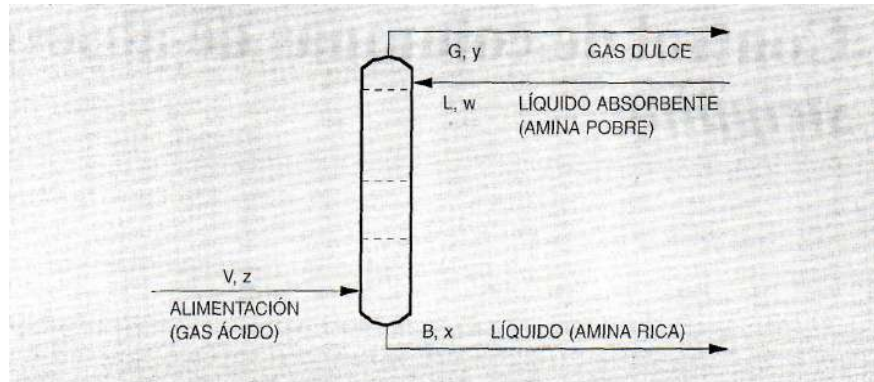 G, y GAS DULCE
L, w LÍQUIDO ABSORBENTE
(AMINA POBRE)
V, z
ALIMENTACIÓN
(GAS ÁCIDO)
B, x LÍQUIDO (AMINA RICA)